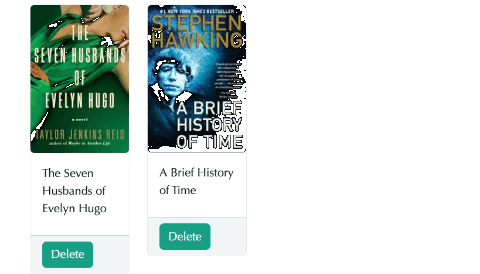 THE
SEVEN HUSBANDS
OF
EVELYN HUGO
a novel
TAYLOR JENKINS REID
author of Maybe in Another Life
The Seven
Husbands of
Evelyn Hugo
Delete
#1 NEW YORK TIMES BESTSELLER
STEPHEN
HAWKING
A BRIEF
HISTORY
OF TIME
A Brief History
of Time
Delete